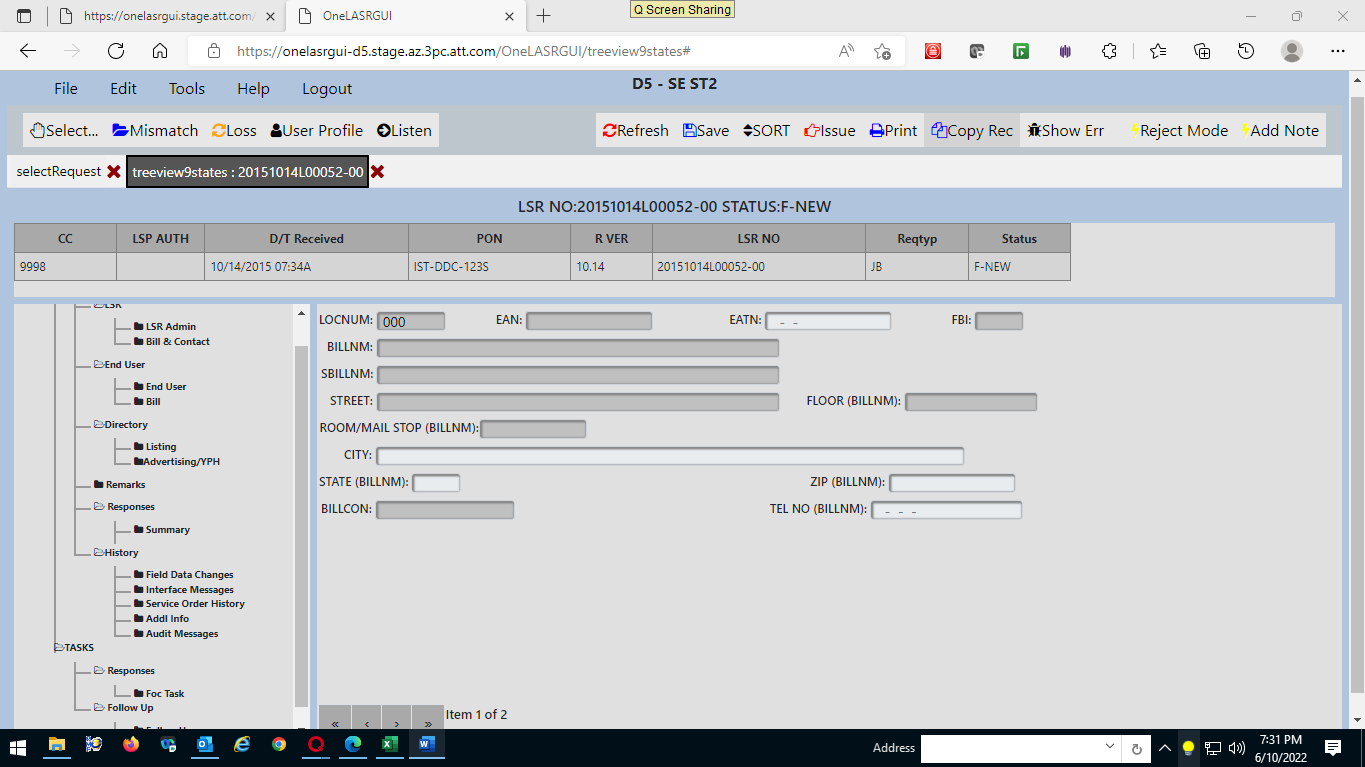 Q Screen Sharing
https://onelasrgui.stage.att.com/
OneLASRGUI
https://onelasrgui-d5.stage.az.3pc.att.com/OneLASRGUI/treeview9states#
File Edit Tools Help Logout
D5 - SE ST2
Select... Mismatch Loss User Profile Listen
Refresh Save SORT Issue Print Copy Rec Show Err Reject Mode Add Note
selectRequest treeview9states : 20151014L00052-00
LSR NO:20151014L00052-00 STATUS:F-NEW
CC LSP AUTH D/T Received PON R VER LSR NO Reqtyp Status
9998 10/14/2015 07:34A IST-DDC-123S 10.14 20151014L00052-00 JB F-NEW
LSR
LSR Admin
Bill & Contact
End User
End User
Bill
Directory
Listing
Advertising/YPH
Remarks
Responses
Summary
History
Field Data Changes
Interface Messages
Service Order History
Addl Info
Audit Messages
TASKS
Responses
Foc Task
Follow Up
LOCNUM: 000 EAN: EATN: - - FBI:
BILLNM:
SBILLNM:
STREET: FLOOR (BILLNM):
ROOM/MAIL STOP (BILLNM):
CITY:
STATE (BILLNM): ZIP (BILLNM):
BILLCON: TEL NO (BILLNM): - - -
« ‹ › » Item 1 of 2
Address
7:31 PM
6/10/2022